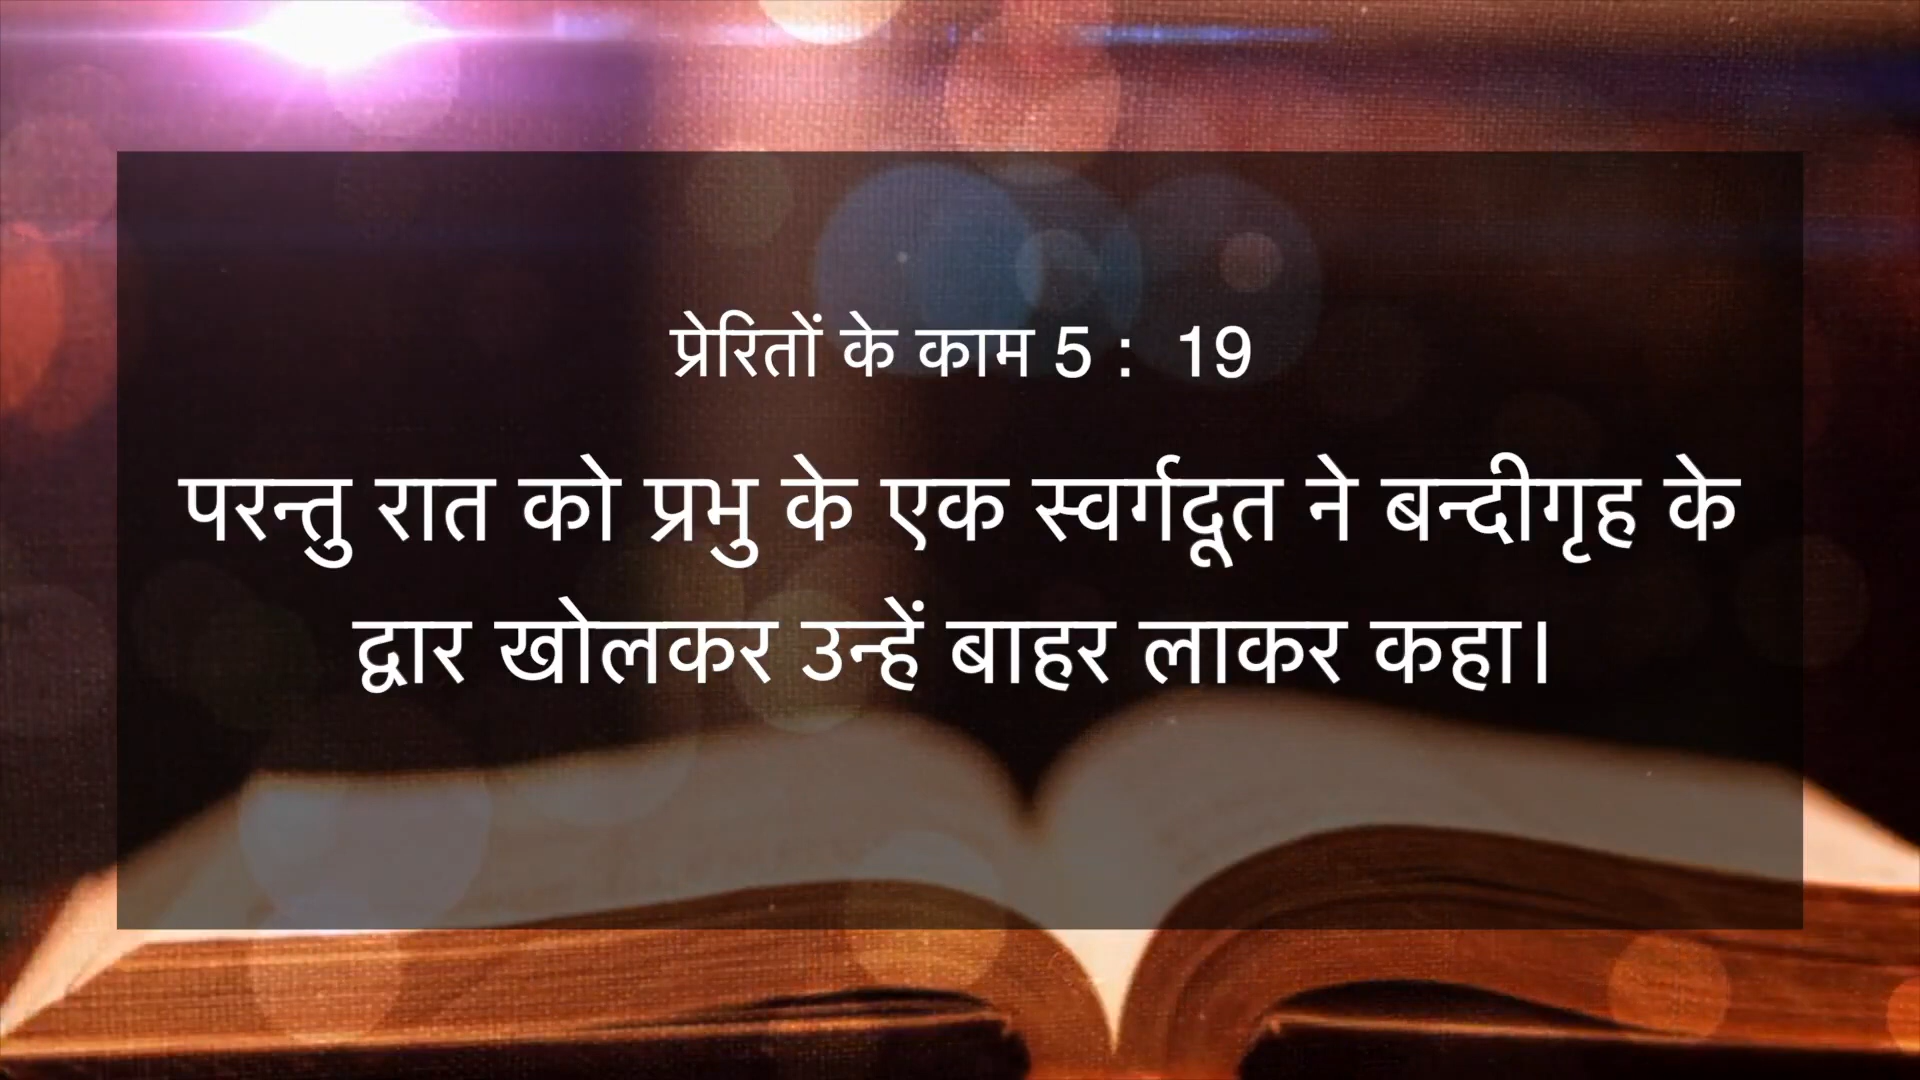 प्रेरितों के काम 5 : 19
परन्तु रात को प्रभु के एक स्वर्गदूत ने बन्दीगृह के
द्वार खोलकर उन्हें बाहर लाकर कहा।